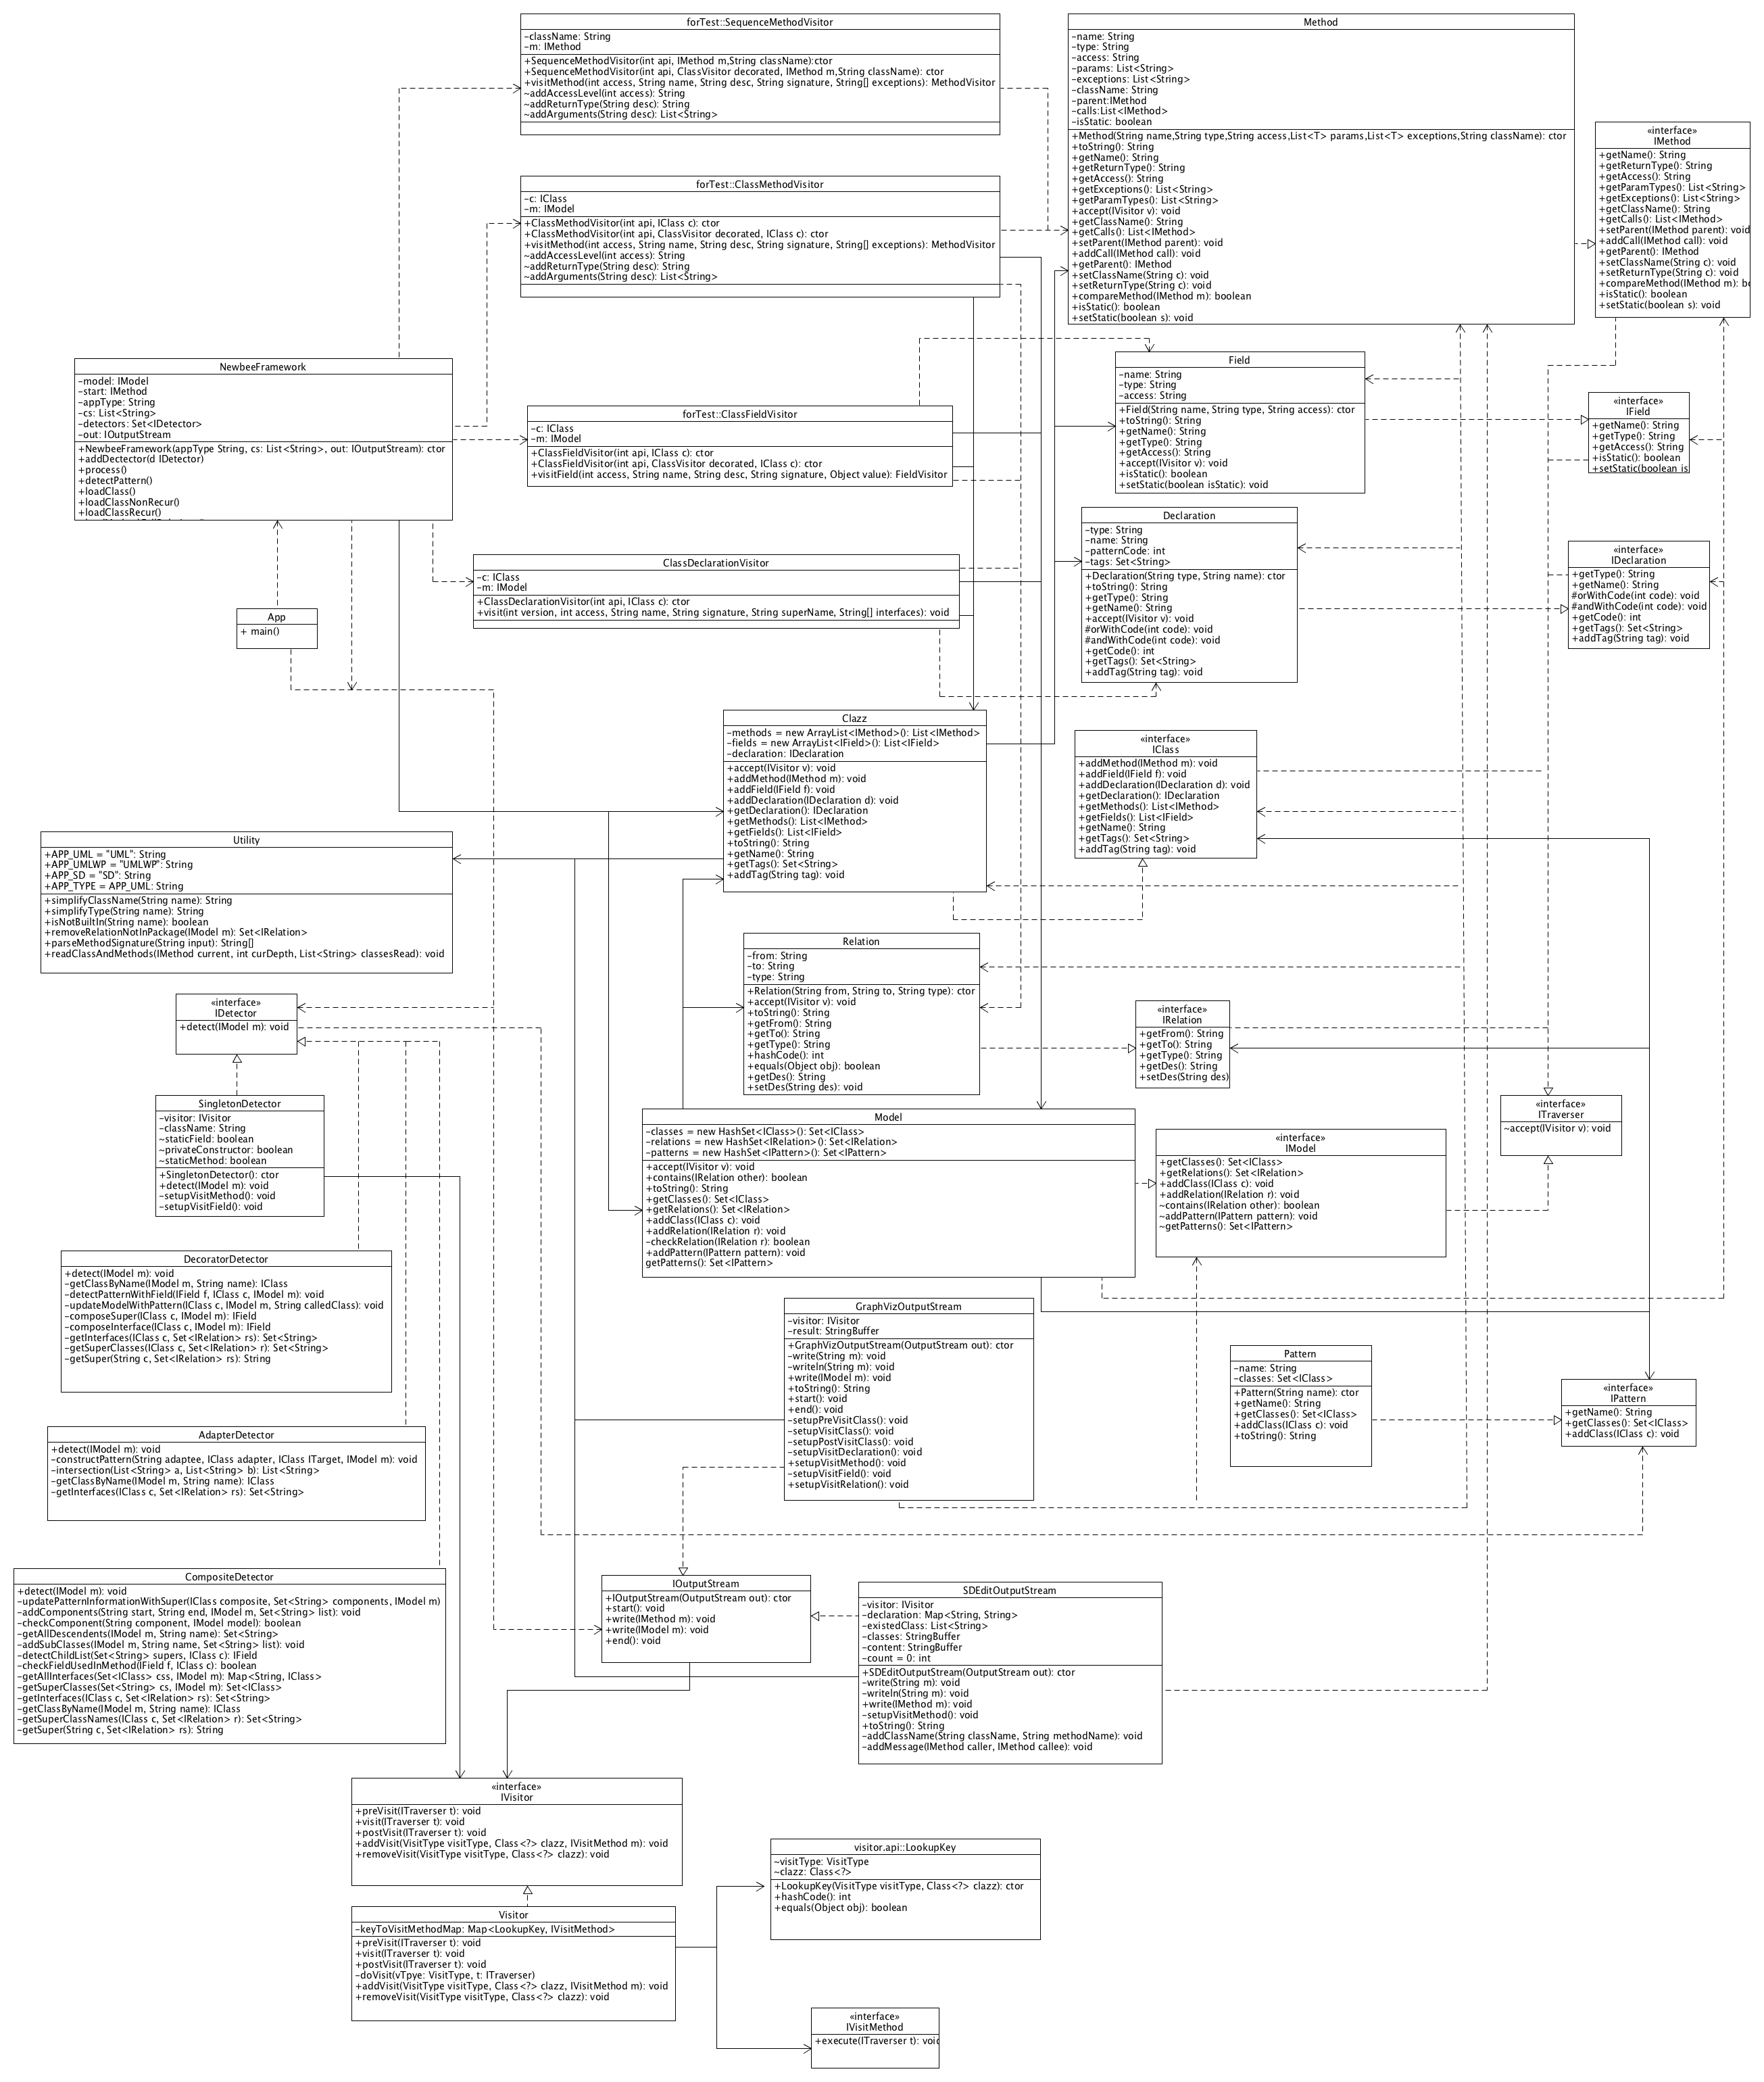 forTest::SequenceMethodVisitor
-className: String
-m: IMethod
+SequenceMethodVisitor(int api, IMethod m,String className):ctor
+SequenceMethodVisitor(int api, ClassVisitor decorated, IMethod m,String className): ctor
+visitMethod(int access, String name, String desc, String signature, String[] exceptions): MethodVisitor
~addAccessLevel(int access): String
~addReturnType(String desc): String
~addArguments(String desc): List<String>
Method
-name: String
-type: String
-access: String
-params: List<String>
-exceptions: List<String>
-className: String
-parent:IMethod
-calls:List<IMethod>
-isStatic: boolean
+Method(String name,String type,String access,List<T> params,List<T> exceptions,String className): ctor
+toString(): String
+getName(): String
+getReturnType(): String
+getAccess(): String
+getExceptions(): List<String>
+getParamTypes(): List<String>
+accept(IVisitor v): void
+getClassName(): String
+getCalls(): List<IMethod>
+setParent(IMethod parent): void
+addCall(IMethod call): void
+getParent(): IMethod
+setClassName(String c): void
+setReturnType(String c): void
+compareMethod(IMethod m): boolean
+isStatic(): boolean
+setStatic(boolean s): void
«interface»
IMethod
+getName(): String
+getReturnType(): String
+getAccess(): String
+getParamTypes(): List<String>
+getExceptions(): List<String>
+getClassName(): String
+getCalls(): List<IMethod>
+setParent(IMethod parent): void
+addCall(IMethod call): void
+getParent(): IMethod
+setClassName(String c): void
+setReturnType(String c): void
+compareMethod(IMethod m): b
+isStatic(): boolean
+setStatic(boolean s): void
forTest::ClassMethodVisitor
-c: IClass
-m: IModel
+ClassMethodVisitor(int api, IClass c): ctor
+ClassMethodVisitor(int api, ClassVisitor decorated, IClass c): ctor
+visitMethod(int access, String name, String desc, String signature, String[] exceptions): MethodVisitor
~addAccessLevel(int access): String
~addReturnType(String desc): String
~addArguments(String desc): List<String>
NewbeeFramework
-model: IModel
-start: IMethod
-appType: String
-cs: List<String>
-detectors: Set<IDetector>
-out: IOutputStream
+NewbeeFramework(appType String, cs: List<String>, out: IOutputStream): ctor
+addDectector(d IDetector)
+process()
+detectPattern()
+loadClass()
+loadClassNonRecur()
+loadClassRecur()
forTest::ClassFieldVisitor
-c: IClass
-m: IModel
+ClassFieldVisitor(int api, IClass c): ctor
+ClassFieldVisitor(int api, ClassVisitor decorated, IClass c): ctor
+visitField(int access, String name, String desc, String signature, Object value): FieldVisitor
Field
-name: String
-type: String
-access: String
+Field(String name, String type, String access): ctor
+toString(): String
+getName(): String
+getType(): String
+getAccess(): String
+accept(IVisitor v): void
+isStatic(): boolean
+setStatic(boolean isStatic): void
«interface»
IField
+getName(): String
+getType(): String
+getAccess(): String
+isStatic(): boolean
+setStatic(boolean is
ClassDeclarationVisitor
-c: IClass
-m: IModel
+ClassDeclarationVisitor(int api, IClass c): ctor
+visit(int version, int access, String name, String signature, String superName, String[] interfaces): void
Declaration
-type: String
-name: String
-patternCode: int
-tags: Set<String>
+Declaration(String type, String name): ctor
+toString(): String
+getType(): String
+getName(): String
+accept(IVisitor v): void
#orWithCode(int code): void
#andWithCode(int code): void
+getCode(): int
+getTags(): Set<String>
+addTag(String tag): void
«interface»
IDeclaration
+getType(): String
+getName(): String
#orWithCode(int code): void
#andWithCode(int code): void
+getCode(): int
+getTags(): Set<String>
+addTag(String tag): void
App
+ main()
Clazz
-methods = new ArrayList<IMethod>(): List<IMethod>
-fields = new ArrayList<IField>(): List<IField>
-declaration: IDeclaration
+accept(IVisitor v): void
+addMethod(IMethod m): void
+addField(IField f): void
+addDeclaration(IDeclaration d): void
+getDeclaration(): IDeclaration
+getMethods(): List<IMethod>
+getFields(): List<IField>
+toString(): String
+getName(): String
+getTags(): Set<String>
+addTag(String tag): void
«interface»
IClass
+addMethod(IMethod m): void
+addField(IField f): void
+addDeclaration(IDeclaration d): void
+getDeclaration(): IDeclaration
+getMethods(): List<IMethod>
+getFields(): List<IField>
+getName(): String
+getTags(): Set<String>
+addTag(String tag): void
Utility
+APP_UML = "UML": String
+APP_UMLWP = "UMLWP": String
+APP_SD = "SD": String
+APP_TYPE = APP_UML: String
+simplifyClassName(String name): String
+simplifyType(String name): String
+isNotBuiltIn(String name): boolean
+removeRelationNotInPackage(IModel m): Set<IRelation>
+parseMethodSignature(String input): String[]
+readClassAndMethods(IMethod current, int curDepth, List<String> classesRead): void
Relation
-from: String
-to: String
-type: String
+Relation(String from, String to, String type): ctor
+accept(IVisitor v): void
+toString(): String
+getFrom(): String
+getTo(): String
+getType(): String
+hashCode(): int
+equals(Object obj): boolean
+getDes(): String
+setDes(String des): void
«interface»
IRelation
+getFrom(): String
+getTo(): String
+getType(): String
+getDes(): String
+setDes(String des)
«interface»
IDetector
+detect(IModel m): void
SingletonDetector
-visitor: IVisitor
-className: String
~staticField: boolean
~privateConstructor: boolean
~staticMethod: boolean
+SingletonDetector(): ctor
+detect(IModel m): void
-setupVisitMethod(): void
-setupVisitField(): void
Model
-classes = new HashSet<IClass>(): Set<IClass>
-relations = new HashSet<IRelation>(): Set<IRelation>
-patterns = new HashSet<IPattern>(): Set<IPattern>
+accept(IVisitor v): void
+contains(IRelation other): boolean
+toString(): String
+getClasses(): Set<IClass>
+getRelations(): Set<IRelation>
+addClass(IClass c): void
+addRelation(IRelation r): void
-checkRelation(IRelation r): boolean
+addPattern(IPattern pattern): void
getPatterns(): Set<IPattern>
«interface»
IModel
+getClasses(): Set<IClass>
+getRelations(): Set<IRelation>
+addClass(IClass c): void
+addRelation(IRelation r): void
~contains(IRelation other): boolean
~addPattern(IPattern pattern): void
~getPatterns(): Set<IPattern>
«interface»
ITraverser
~accept(IVisitor v): void
DecoratorDetector
+detect(IModel m): void
-getClassByName(IModel m, String name): IClass
-detectPatternWithField(IField f, IClass c, IModel m): void
-updateModelWithPattern(IClass c, IModel m, String calledClass): void
-composeSuper(IClass c, IModel m): IField
-composeInterface(IClass c, IModel m): IField
-getInterfaces(IClass c, Set<IRelation> rs): Set<String>
-getSuperClasses(IClass c, Set<IRelation> r): Set<String>
-getSuper(String c, Set<IRelation> rs): String
GraphVizOutputStream
-visitor: IVisitor
-result: StringBuffer
+GraphVizOutputStream(OutputStream out): ctor
-write(String m): void
-writeln(String m): void
+write(IModel m): void
+toString(): String
+start(): void
+end(): void
-setupPreVisitClass(): void
-setupVisitClass(): void
-setupPostVisitClass(): void
-setupVisitDeclaration(): void
+setupVisitMethod(): void
-setupVisitField(): void
+setupVisitRelation(): void
Pattern
-name: String
-classes: Set<IClass>
+Pattern(String name): ctor
+getName(): String
+getClasses(): Set<IClass>
+addClass(IClass c): void
+toString(): String
«interface»
IPattern
+getName(): String
+getClasses(): Set<IClass>
+addClass(IClass c): void
AdapterDetector
+detect(IModel m): void
-constructPattern(String adaptee, IClass adapter, IClass ITarget, IModel m): void
-intersection(List<String> a, List<String> b): List<String>
-getClassByName(IModel m, String name): IClass
-getInterfaces(IClass c, Set<IRelation> rs): Set<String>
CompositeDetector
+detect(IModel m): void
-updatePatternInformationWithSuper(IClass composite, Set<String> components, IModel m)
-addComponents(String start, String end, IModel m, Set<String> list): void
-checkComponent(String component, IModel model): boolean
-getAllDescendents(IModel m, String name): Set<String>
-addSubClasses(IModel m, String name, Set<String> list): void
-detectChildList(Set<String> supers, IClass c): IField
-checkFieldUsedInMethod(IField f, IClass c): boolean
-getAllInterfaces(Set<IClass> css, IModel m): Map<String, IClass>
-getSuperClasses(Set<String> cs, IModel m): Set<IClass>
-getInterfaces(IClass c, Set<IRelation> rs): Set<String>
-getClassByName(IModel m, String name): IClass
-getSuperClassNames(IClass c, Set<IRelation> r): Set<String>
-getSuper(String c, Set<IRelation> rs): String
IOutputStream
+IOutputStream(OutputStream out): ctor
+start(): void
+write(IMethod m): void
+write(IModel m): void
+end(): void
SDEditOutputStream
-visitor: IVisitor
-declaration: Map<String, String>
-existedClass: List<String>
-classes: StringBuffer
-content: StringBuffer
-count = 0: int
+SDEditOutputStream(OutputStream out): ctor
-write(String m): void
-writeln(String m): void
+write(IMethod m): void
-setupVisitMethod(): void
+toString(): String
-addClassName(String className, String methodName): void
-addMessage(IMethod caller, IMethod callee): void
«interface»
IVisitor
+preVisit(ITraverser t): void
+visit(ITraverser t): void
+postVisit(ITraverser t): void
+addVisit(VisitType visitType, Class<?> clazz, IVisitMethod m): void
+removeVisit(VisitType visitType, Class<?> clazz): void
visitor.api::LookupKey
~visitType: VisitType
~clazz: Class<?>
+LookupKey(VisitType visitType, Class<?> clazz): ctor
+hashCode(): int
+equals(Object obj): boolean
Visitor
-keyToVisitMethodMap: Map<LookupKey, IVisitMethod>
+preVisit(ITraverser t): void
+visit(ITraverser t): void
+postVisit(ITraverser t): void
-doVisit(vTpye: VisitType, t: ITraverser)
+addVisit(VisitType visitType, Class<?> clazz, IVisitMethod m): void
+removeVisit(VisitType visitType, Class<?> clazz): void
«interface»
IVisitMethod
+execute(ITraverser t): void